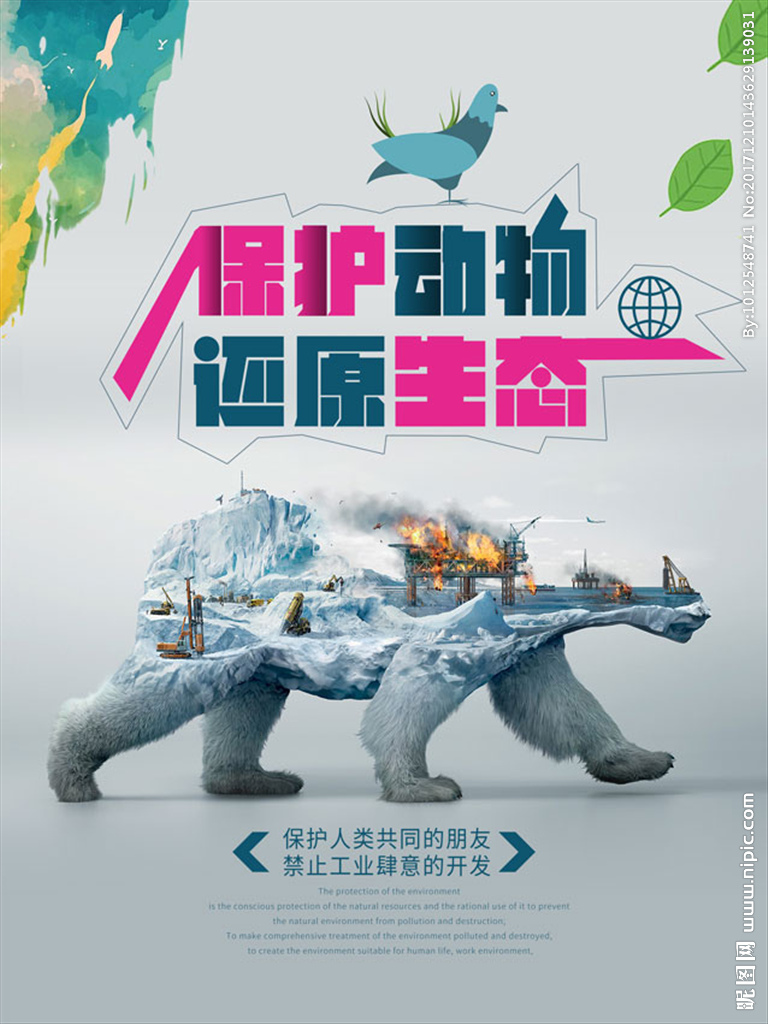 保护动物
还原生态
保护人类共同的朋友
禁止工业肆意的开发
The protection of the environment
is the conscious protection of the natural resources and the rational use of it to prevent
the natural environment from pollution and destruction;
To make comprehensive treatment of the environment polluted and destroyed,
to create the environment suitable for human life, work environment,
By:1012548741 No:20171210143629139031
昵图网 www.nipic.com